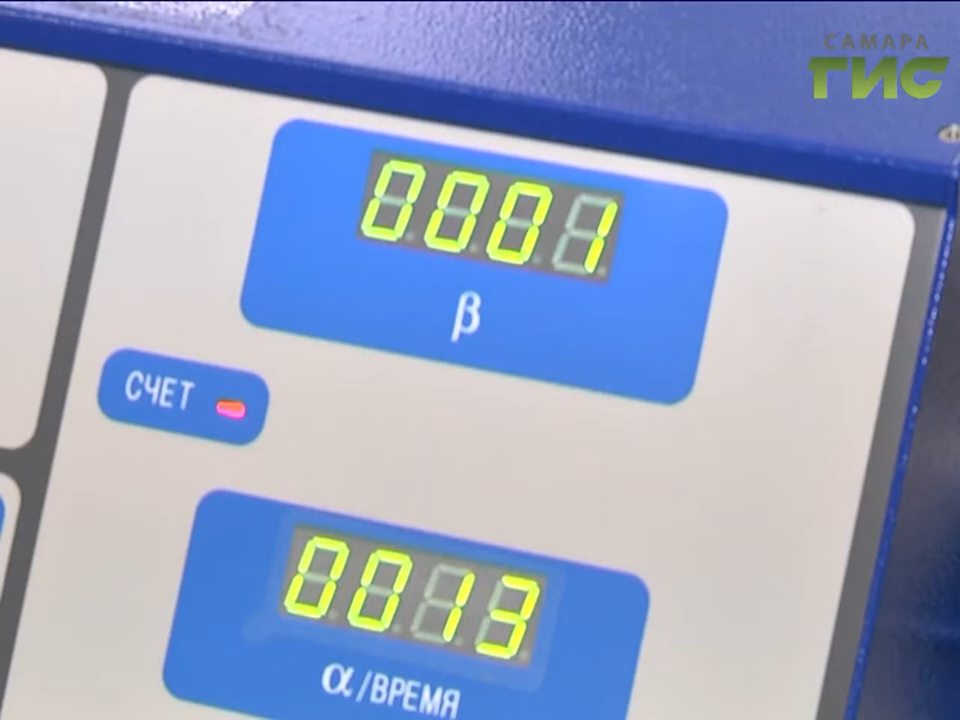 САМАРА
ГИС
0001
β
СЧЕТ
0013
α/ВРЕМЯ